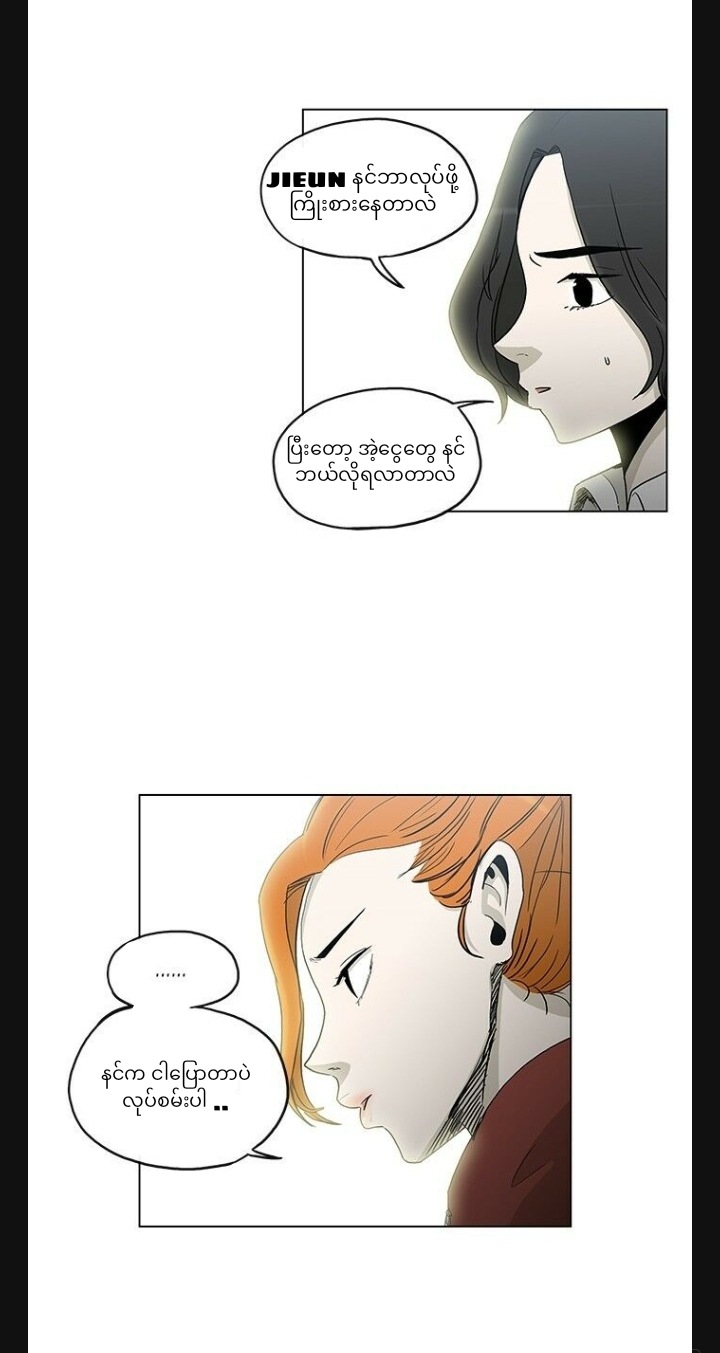 JIEUN နင်ဘာလုပ်ဖို့
ကြိုးစားနေတာလဲ
ပြီးတော့ အဲ့ငွေတွေ နင်
ဘယ်လိုရလာတာလဲ
......
နင်က ငါပြောတာပဲ
လုပ်စမ်းပါ ..